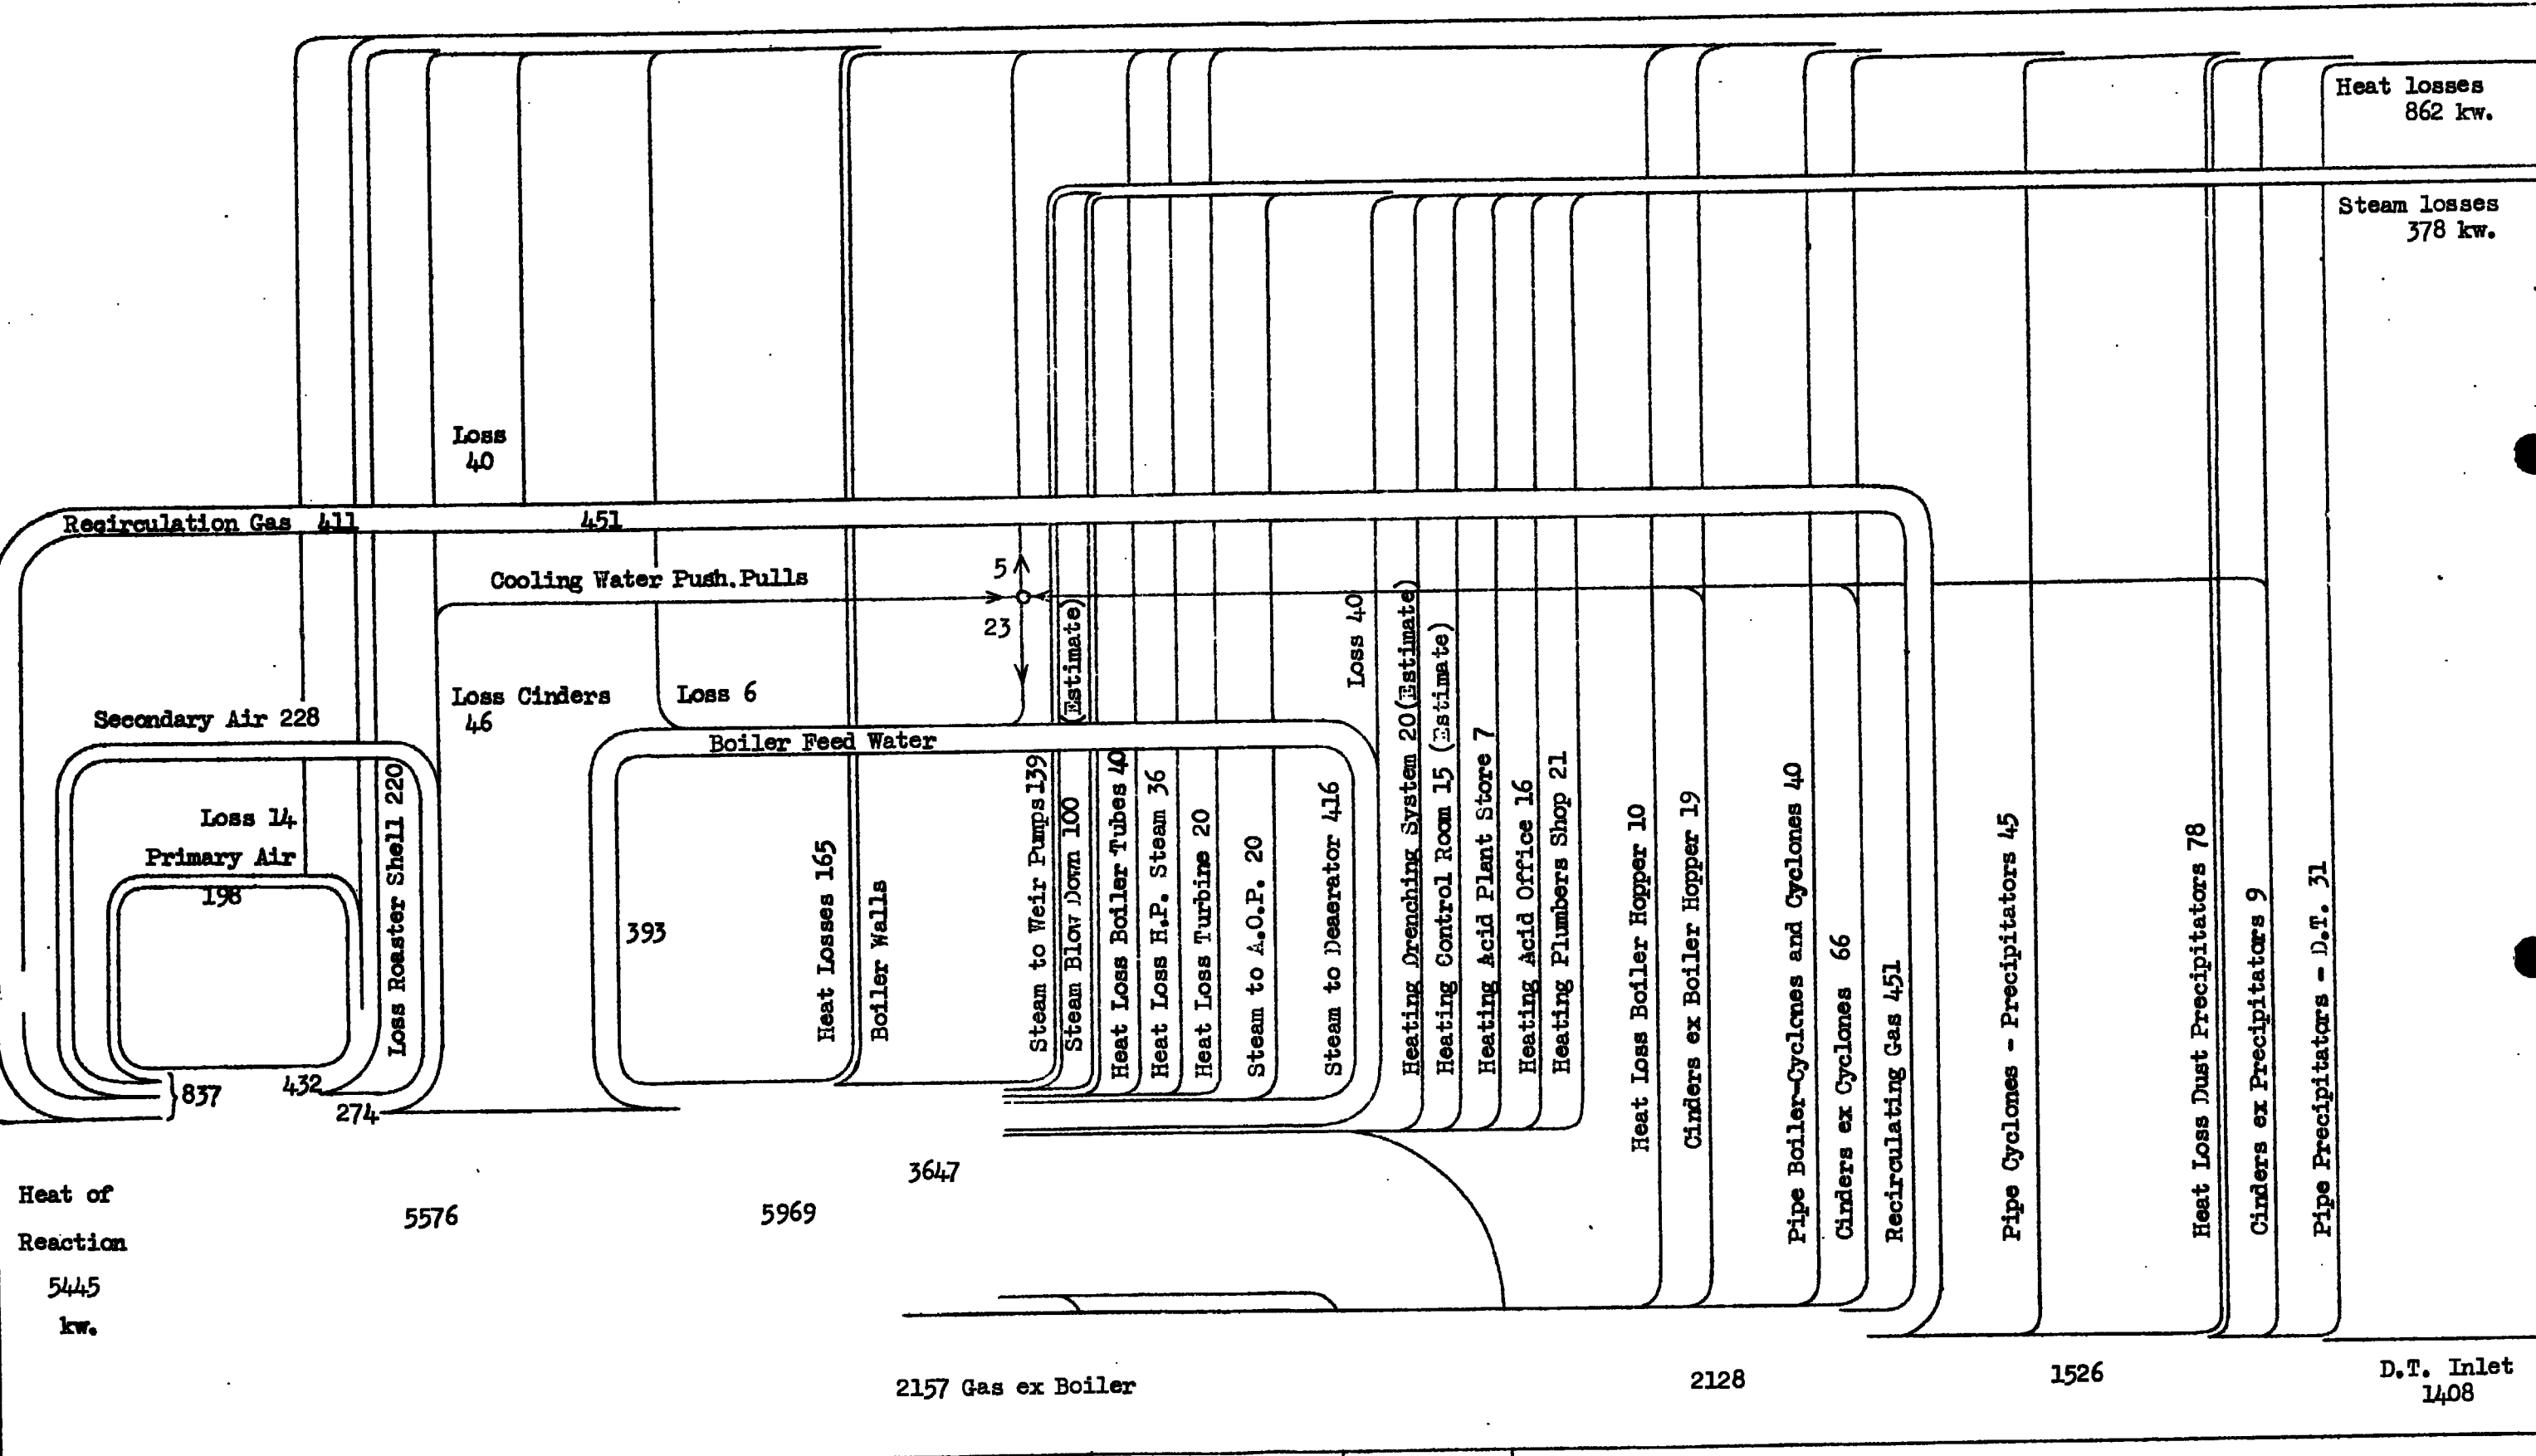 Heat losses
862 kw.
Steam losses
378 kw.
Loss
40
Recirculation Gas 411
451
Cooling Water Push.Pulls
5
23
Loss Cinders
46
Loss 6
Secondary Air 228
Boiler Feed Water
Loss 14
Primary Air
198
Loss Roaster Shell 220
393
Heat Losses 165
Boiler Walls
Steam to Weir Pumps 139
Steam Blow Down 100 (Estimate)
Heat Loss Boiler Tubes 40
Heat Loss H.P. Steam 36
Heat Loss Turbine 20
Steam to A.O.P. 20
Steam to Deaerator 416
Loss 40
Heating Drenching System 20(Estimate)
Heating Control Room 15 (Estimate)
Heating Acid Plant Store 7
Heating Acid Office 16
Heating Plumbers Shop 21
Heat Loss Boiler Hopper 10
Cinders ex Boiler Hopper 19
Pipe Boiler-Cyclones and Cyclones 40
Cinders ex Cyclones 66
Recirculating Gas 451
Pipe Cyclones - Precipitators 45
Heat Loss Dust Precipitators 78
Cinders ex Precipitators 9
Pipe Precipitators - D.T. 31
837
432
274
Heat of
Reaction
5445
kw.
5576
5969
3647
2157 Gas ex Boiler
2128
1526
D.T. Inlet
1408